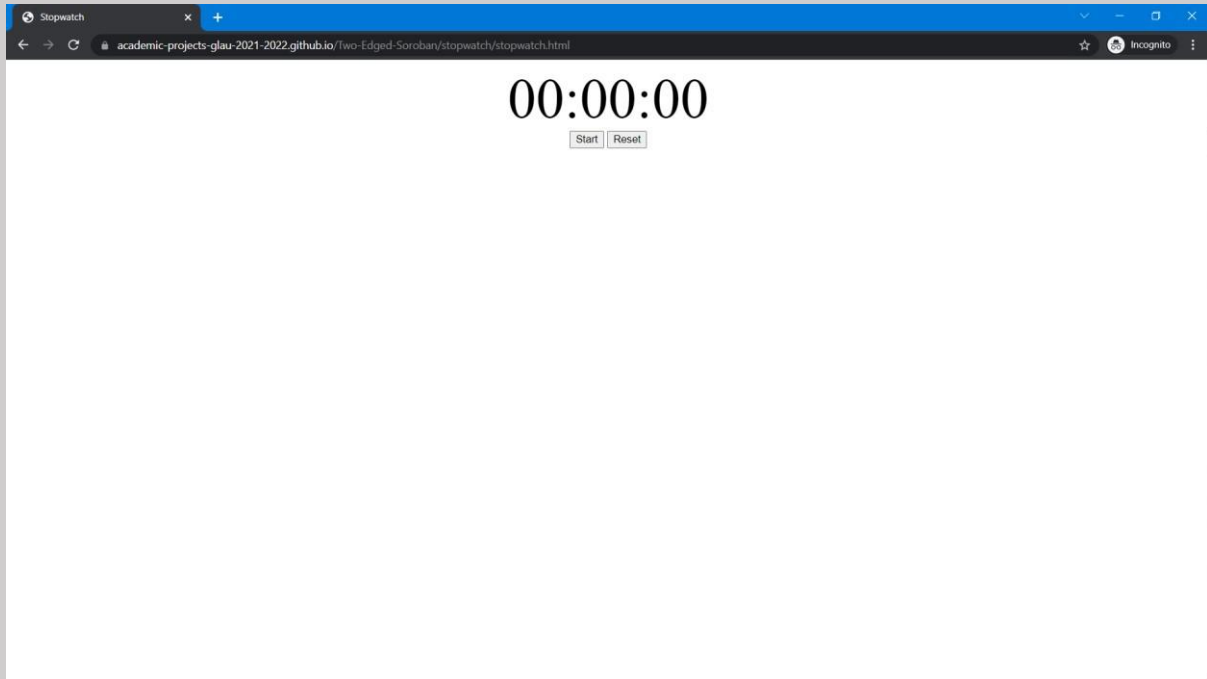 Stopwatch
academic-projects-glau-2021-2022.github.io/Two-Edged-Soroban/stopwatch/stopwatch.html
Incognito
00:00:00
Start Reset